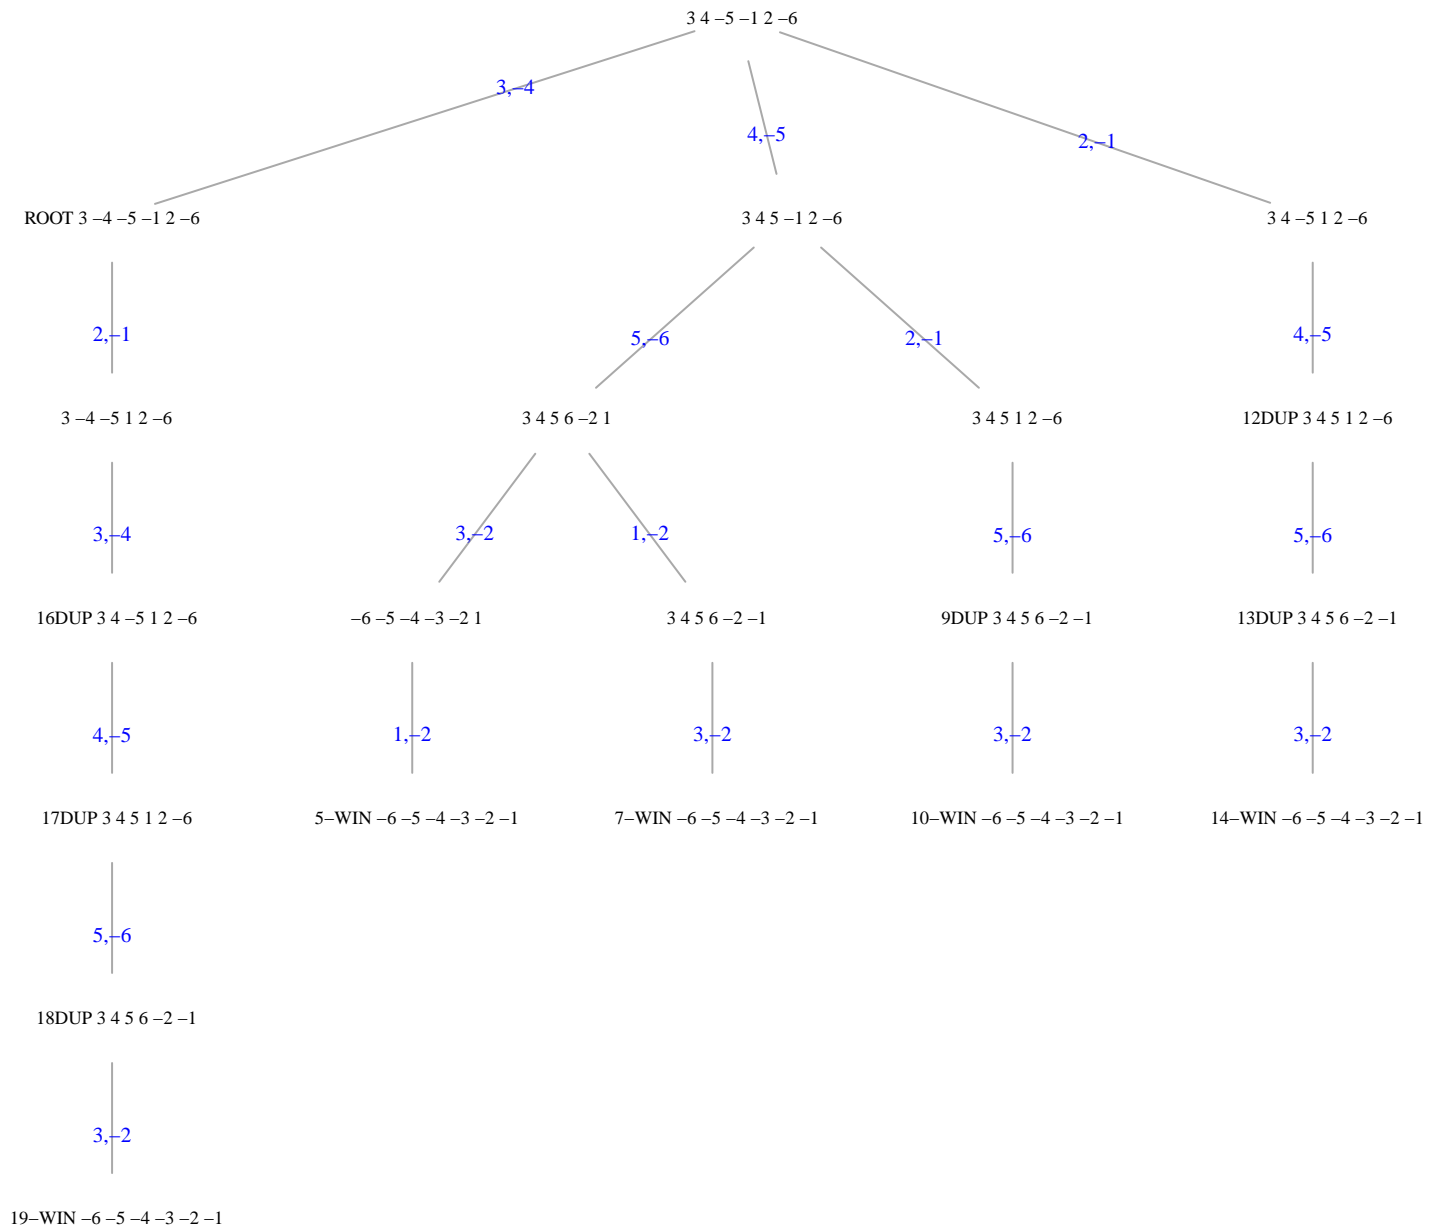 3 4 –5 –1 2 –6
3,–4
4,–5
2,–1
ROOT 3 –4 –5 –1 2 –6
3 4 5 –1 2 –6
3 4 –5 1 2 –6
2,–1
5,–6
2,–1
4,–5
3 –4 –5 1 2 –6
3 4 5 6 –2 1
3 4 5 1 2 –6
12DUP 3 4 5 1 2 –6
3,–4
3,–2
1,–2
5,–6
5,–6
16DUP 3 4 –5 1 2 –6
–6 –5 –4 –3 –2 1
3 4 5 6 –2 –1
9DUP 3 4 5 6 –2 –1
13DUP 3 4 5 6 –2 –1
4,–5
1,–2
3,–2
3,–2
3,–2
17DUP 3 4 5 1 2 –6
5–WIN –6 –5 –4 –3 –2 –1
7–WIN –6 –5 –4 –3 –2 –1
10–WIN –6 –5 –4 –3 –2 –1
14–WIN –6 –5 –4 –3 –2 –1
5,–6
18DUP 3 4 5 6 –2 –1
3,–2
19–WIN –6 –5 –4 –3 –2 –1